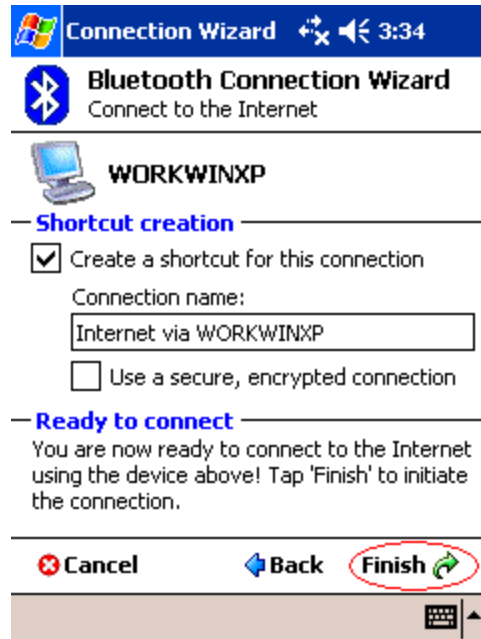 Connection Wizard 3:34
Bluetooth Connection Wizard
Connect to the Internet
WORKWINXP
Shortcut creation
Create a shortcut for this connection
Connection name:
Internet via WORKWINXP
Use a secure, encrypted connection
Ready to connect
You are now ready to connect to the Internet
using the device above! Tap 'Finish' to initiate
the connection.
Cancel Back Finish